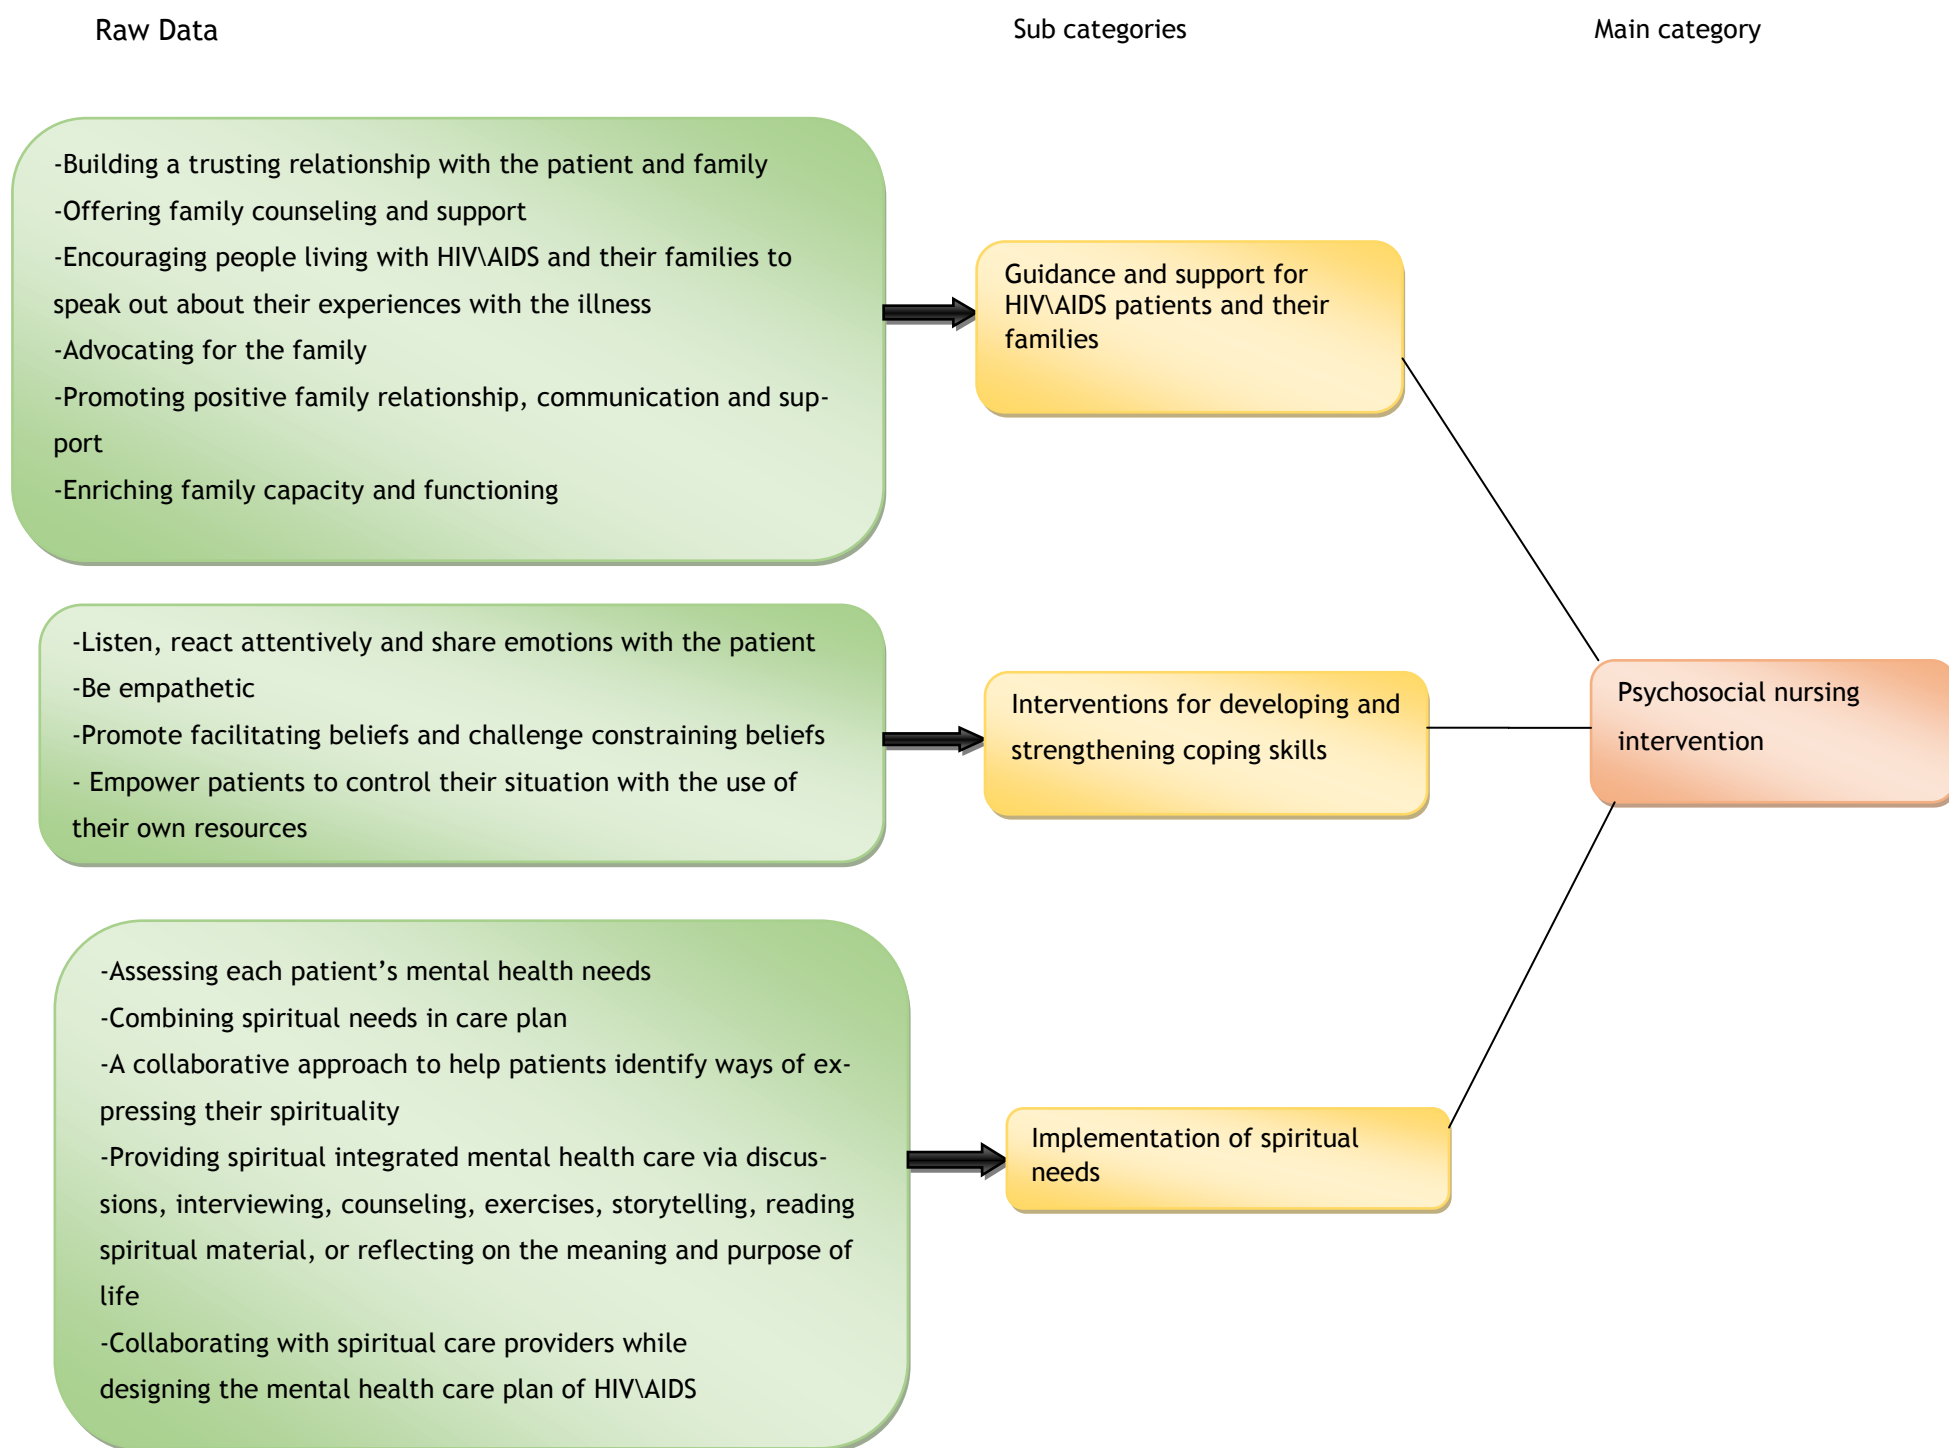 Raw Data
Sub categories
Main category
-Building a trusting relationship with the patient and family
-Offering family counseling and support
-Encouraging people living with HIV\AIDS and their families to
speak out about their experiences with the illness
-Advocating for the family
-Promoting positive family relationship, communication and sup-
port
-Enriching family capacity and functioning
Guidance and support for
HIV\AIDS patients and their
families
-Listen, react attentively and share emotions with the patient
-Be empathetic
-Promote facilitating beliefs and challenge constraining beliefs
- Empower patients to control their situation with the use of
their own resources
Interventions for developing and
strengthening coping skills
Psychosocial nursing
intervention
-Assessing each patient’s mental health needs
-Combining spiritual needs in care plan
-A collaborative approach to help patients identify ways of ex-
pressing their spirituality
-Providing spiritual integrated mental health care via discus-
sions, interviewing, counseling, exercises, storytelling, reading
spiritual material, or reflecting on the meaning and purpose of
life
-Collaborating with spiritual care providers while
designing the mental health care plan of HIV\AIDS
Implementation of spiritual
needs